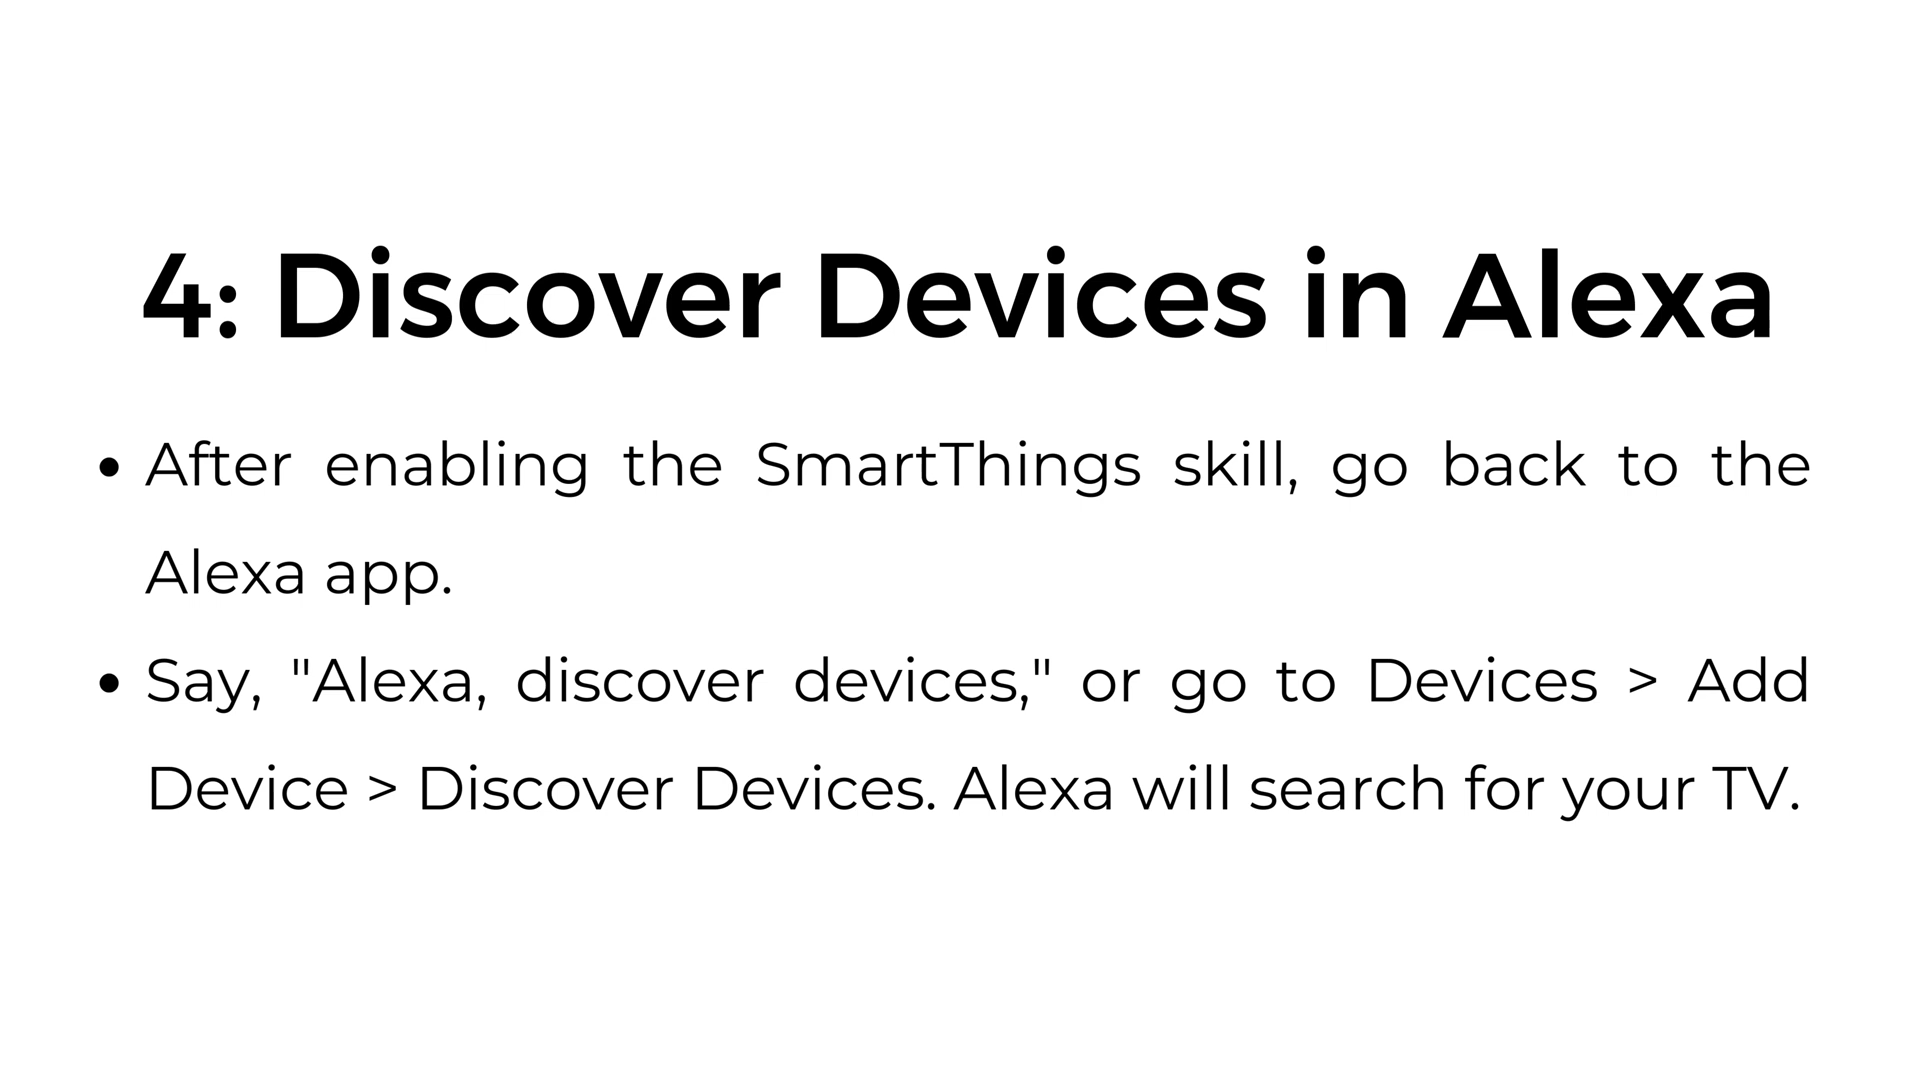 4: Discover Devices in Alexa
• After enabling the SmartThings skill, go back to the
Alexa app.
• Say, "Alexa, discover devices," or go to Devices > Add
Device > Discover Devices. Alexa will search for your TV.